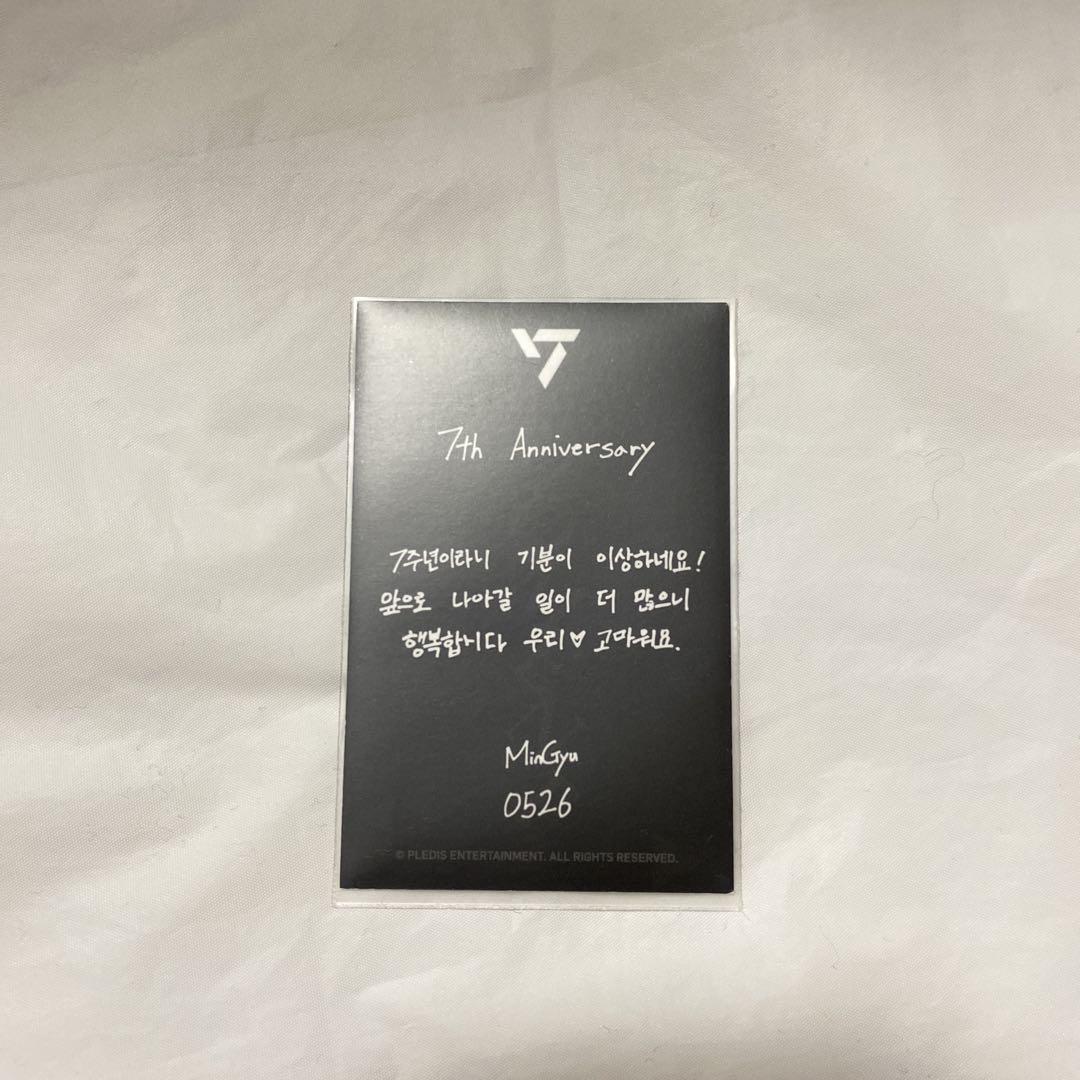 7th Anniversary
7주년이라니 기분이 이상하네요!
앞으로 나아갈 일이 더 많으니
행복합니다 우리♥ 고마워요.
MinGyu
0526
© PLEDIS ENTERTAINMENT. ALL RIGHTS RESERVED.